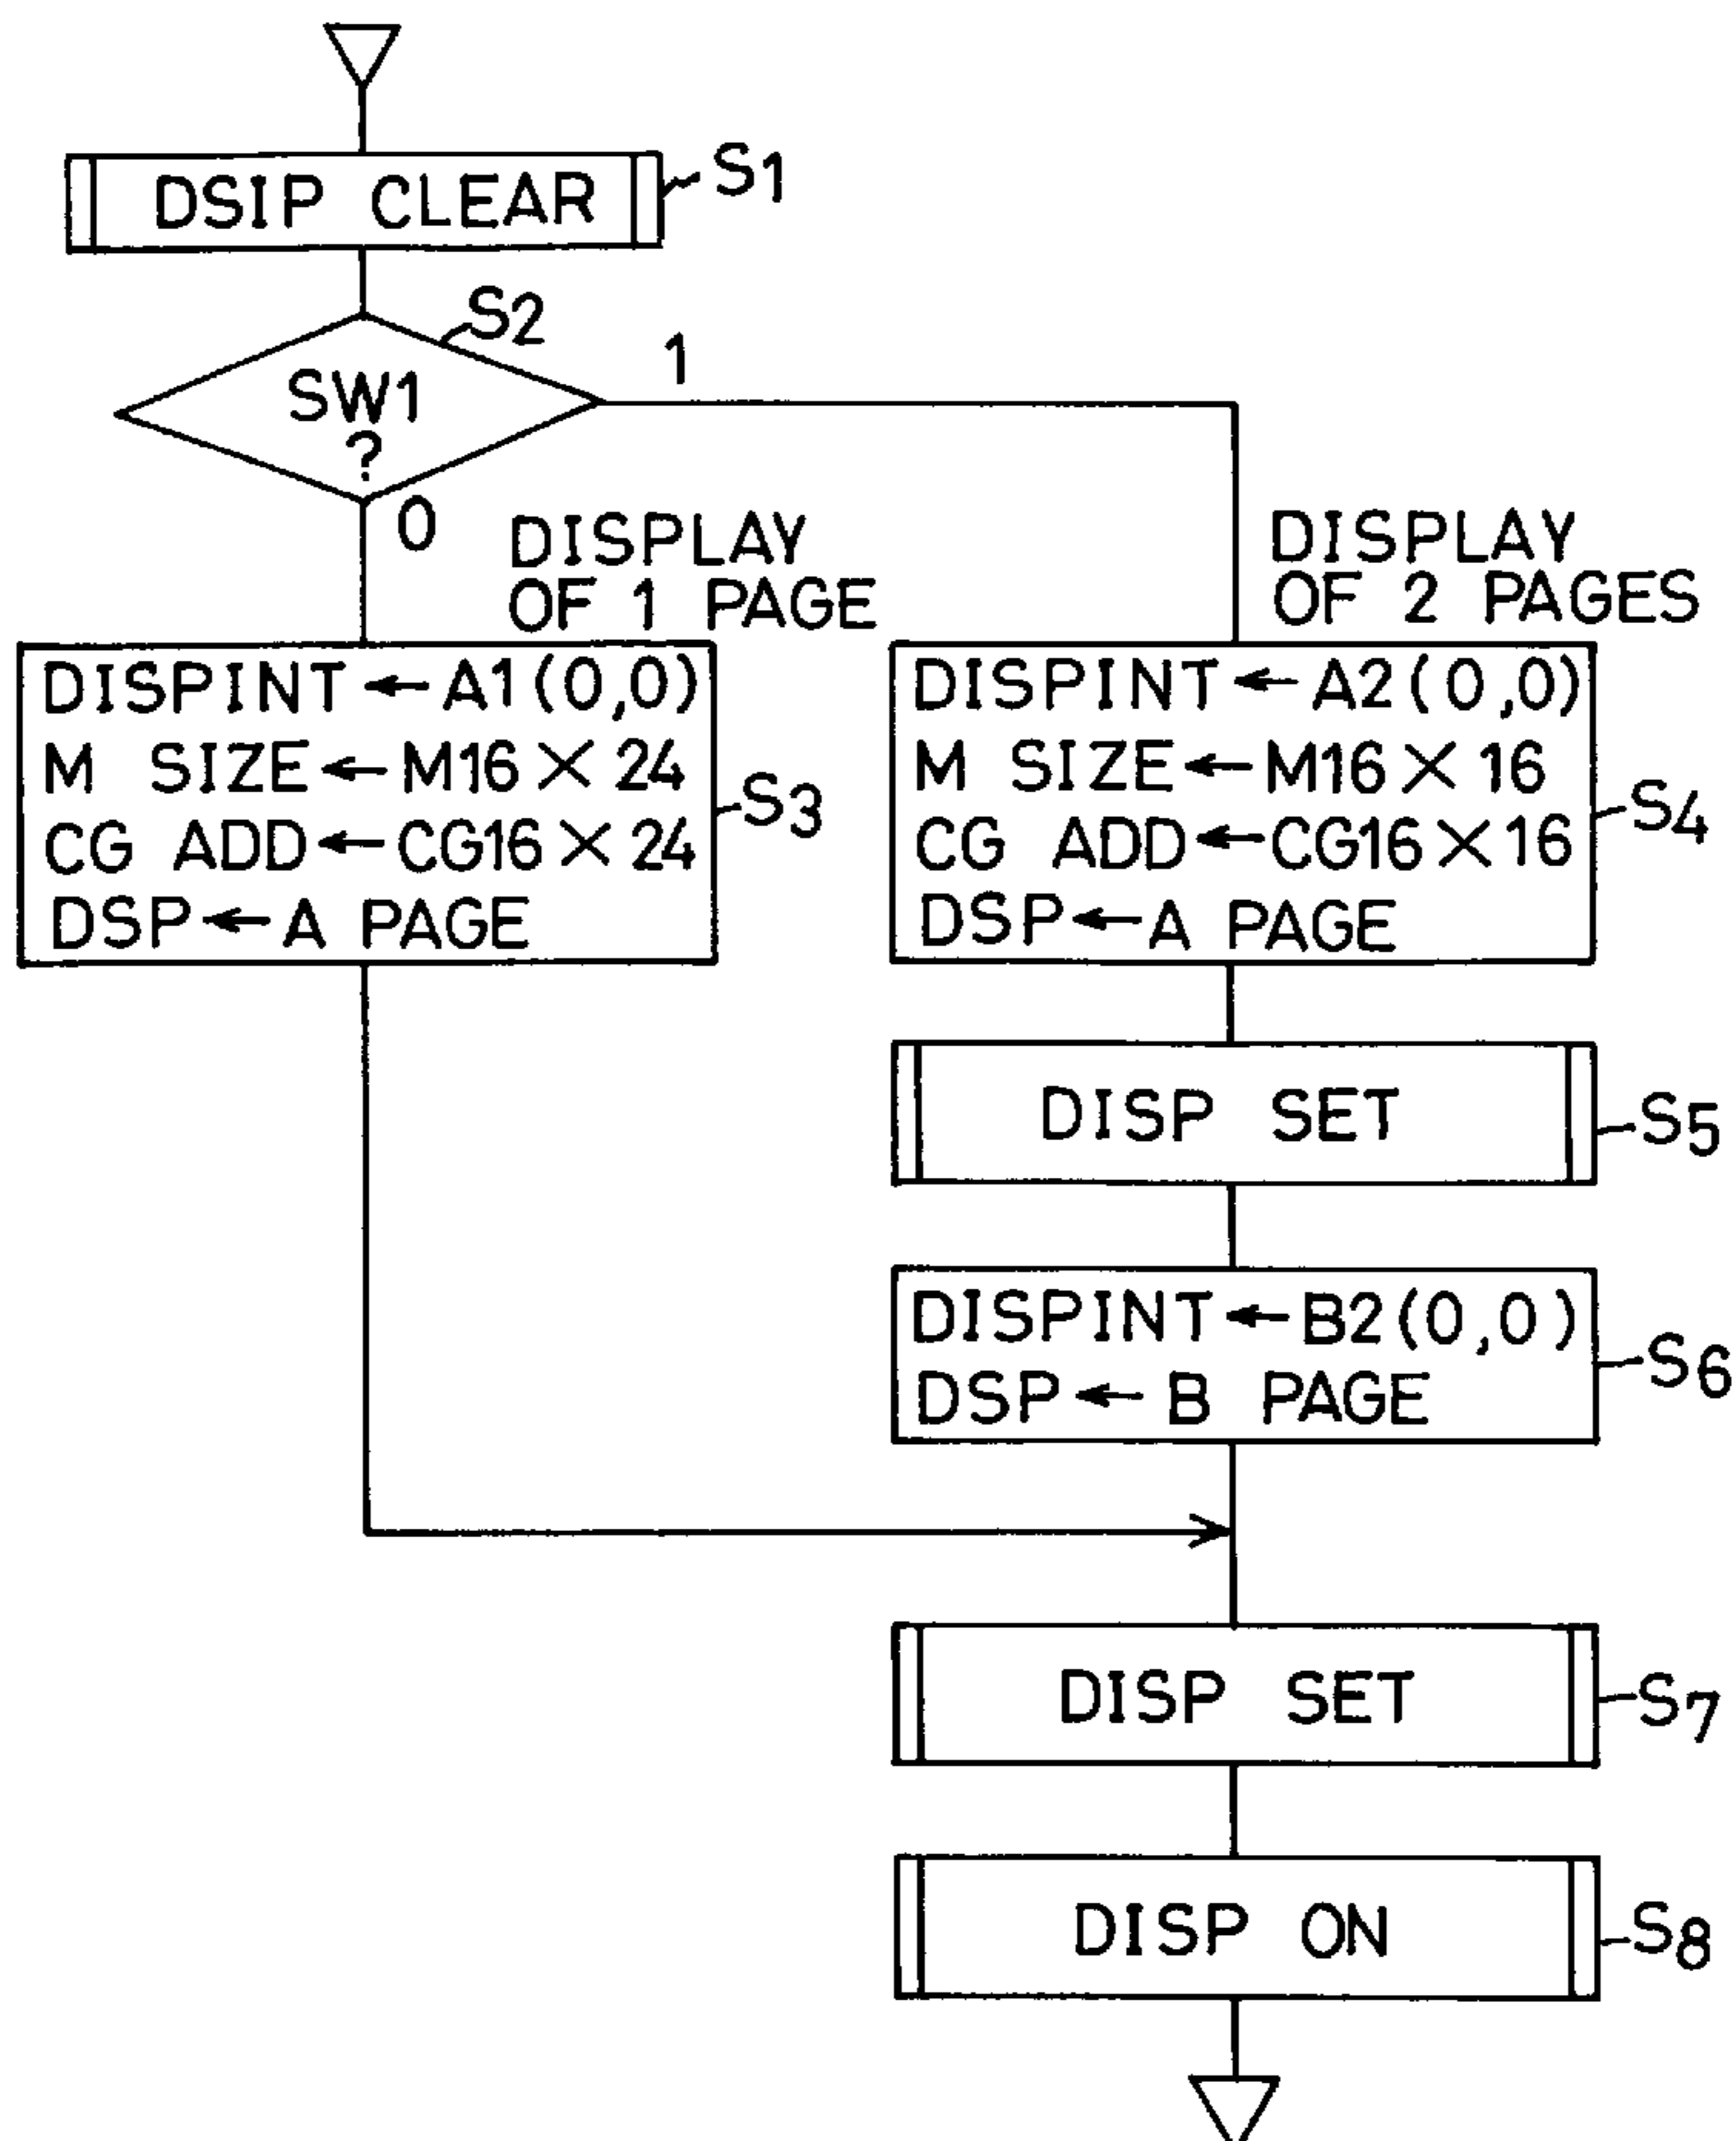 DSIP CLEAR
S1
SW1
?
S2
1
0
DISPLAY
OF 1 PAGE
DISPLAY
OF 2 PAGES
DISPINT←A1(0,0)
M SIZE←M16×24
CG ADD←CG16×24
DSP←A PAGE
S3
DISPINT←A2(0,0)
M SIZE←M16×16
CG ADD←CG16×16
DSP←A PAGE
S4
DISP SET
S5
DISPINT←B2(0,0)
DSP←B PAGE
S6
DISP SET
S7
DISP ON
S8